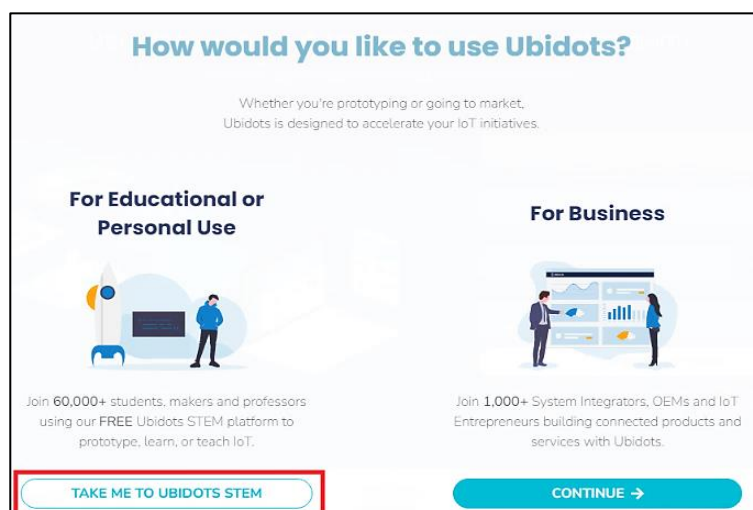 How would you like to use Ubidots?
Whether you're prototyping or going to market,
Ubidots is designed to accelerate your IoT initiatives.
For Educational or
Personal Use
Join 60,000+ students, makers and professors
using our FREE Ubidots STEM platform to
prototype, learn, or teach IoT.
TAKE ME TO UBIDOTS STEM
For Business
Join 1,000+ System Integrators, OEMs and IoT
Entrepreneurs building connected products and
services with Ubidots.
CONTINUE →